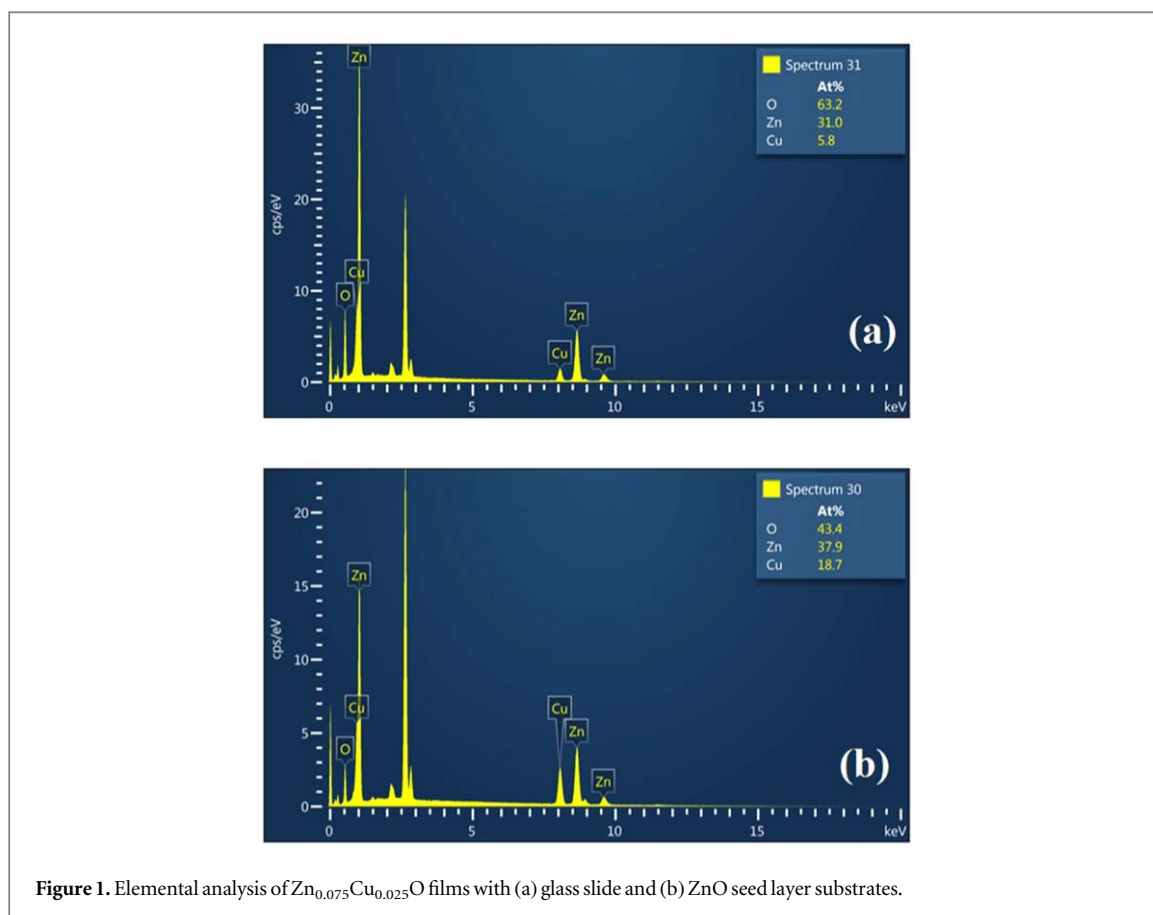 Zn
Spectrum 31
At%
O 63.2
Zn 31.0
Cu 5.8
30
20
cps/eV
Cu
O
10
Zn
(a)
Cu
Zn
0
0 5 10 15 keV
Spectrum 30
At%
O 43.4
Zn 37.9
Cu 18.7
20
15
Zn
cps/eV
10
Cu
Cu
Zn
5
O
(b)
Zn
0
0 5 10 15 keV
Figure 1. Elemental analysis of Zn₀.₀₇₅Cu₀.₀₂₅O films with (a) glass slide and (b) ZnO seed layer substrates.